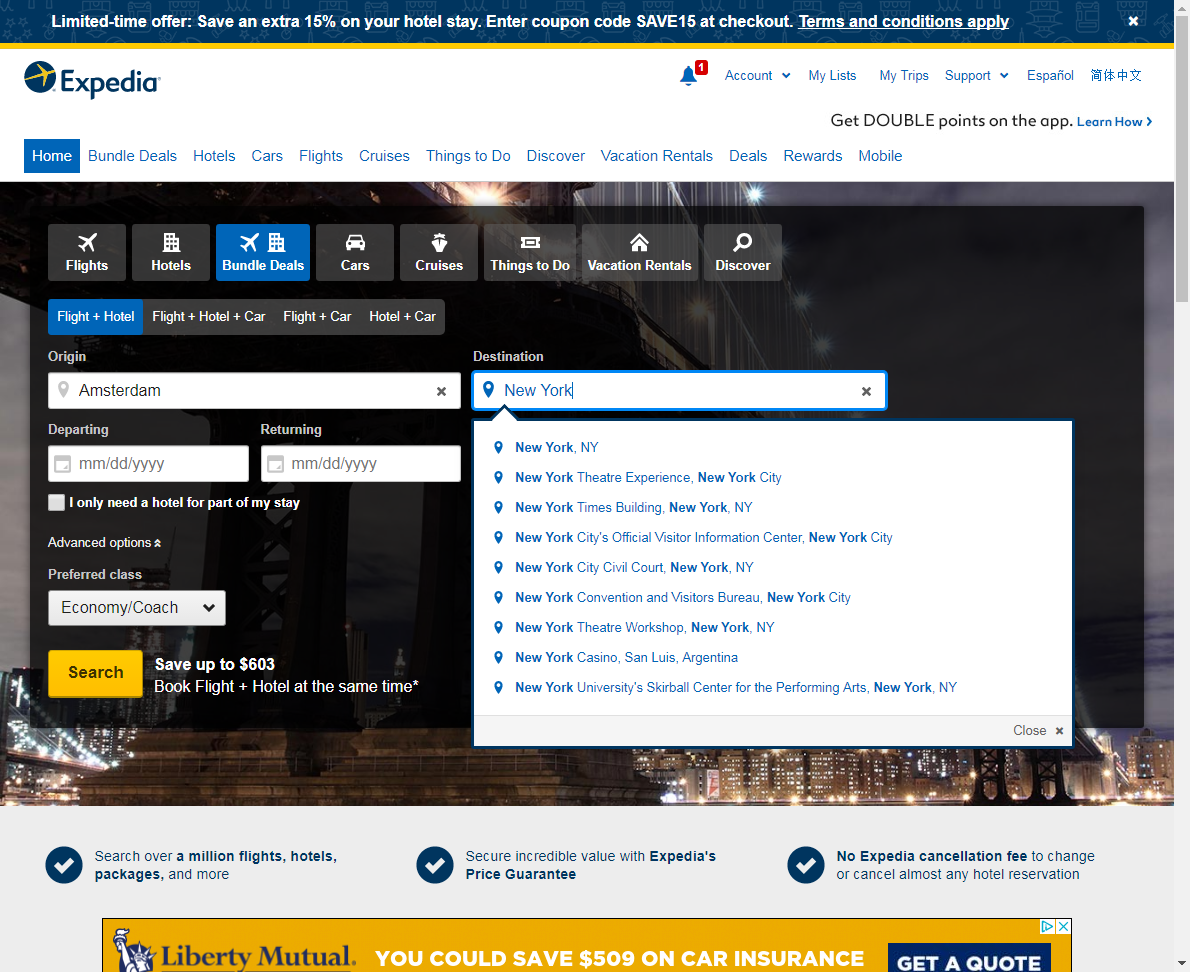 Limited-time offer: Save an extra 15% on your hotel stay. Enter coupon code SAVE15 at checkout. Terms and conditions apply
Expedia
1
Account
My Lists
My Trips
Support
Español
简体中文
Get DOUBLE points on the app. Learn How
Home
Bundle Deals
Hotels
Cars
Flights
Cruises
Things to Do
Discover
Vacation Rentals
Deals
Rewards
Mobile
Flights
Hotels
Bundle Deals
Cars
Cruises
Things to Do
Vacation Rentals
Discover
Flight + Hotel
Flight + Hotel + Car
Flight + Car
Hotel + Car
Origin
Destination
Amsterdam
New York
Departing
Returning
mm/dd/yyyy
mm/dd/yyyy
I only need a hotel for part of my stay
Advanced options
Preferred class
Economy/Coach
Search
Save up to $603
Book Flight + Hotel at the same time*
New York, NY
New York Theatre Experience, New York City
New York Times Building, New York, NY
New York City's Official Visitor Information Center, New York City
New York City Civil Court, New York, NY
New York Convention and Visitors Bureau, New York City
New York Theatre Workshop, New York, NY
New York Casino, San Luis, Argentina
New York University's Skirball Center for the Performing Arts, New York, NY
Close
Search over a million flights, hotels,
packages, and more
Secure incredible value with Expedia's
Price Guarantee
No Expedia cancellation fee to change
or cancel almost any hotel reservation
Liberty Mutual.
YOU COULD SAVE $509 ON CAR INSURANCE
GET A QUOTE